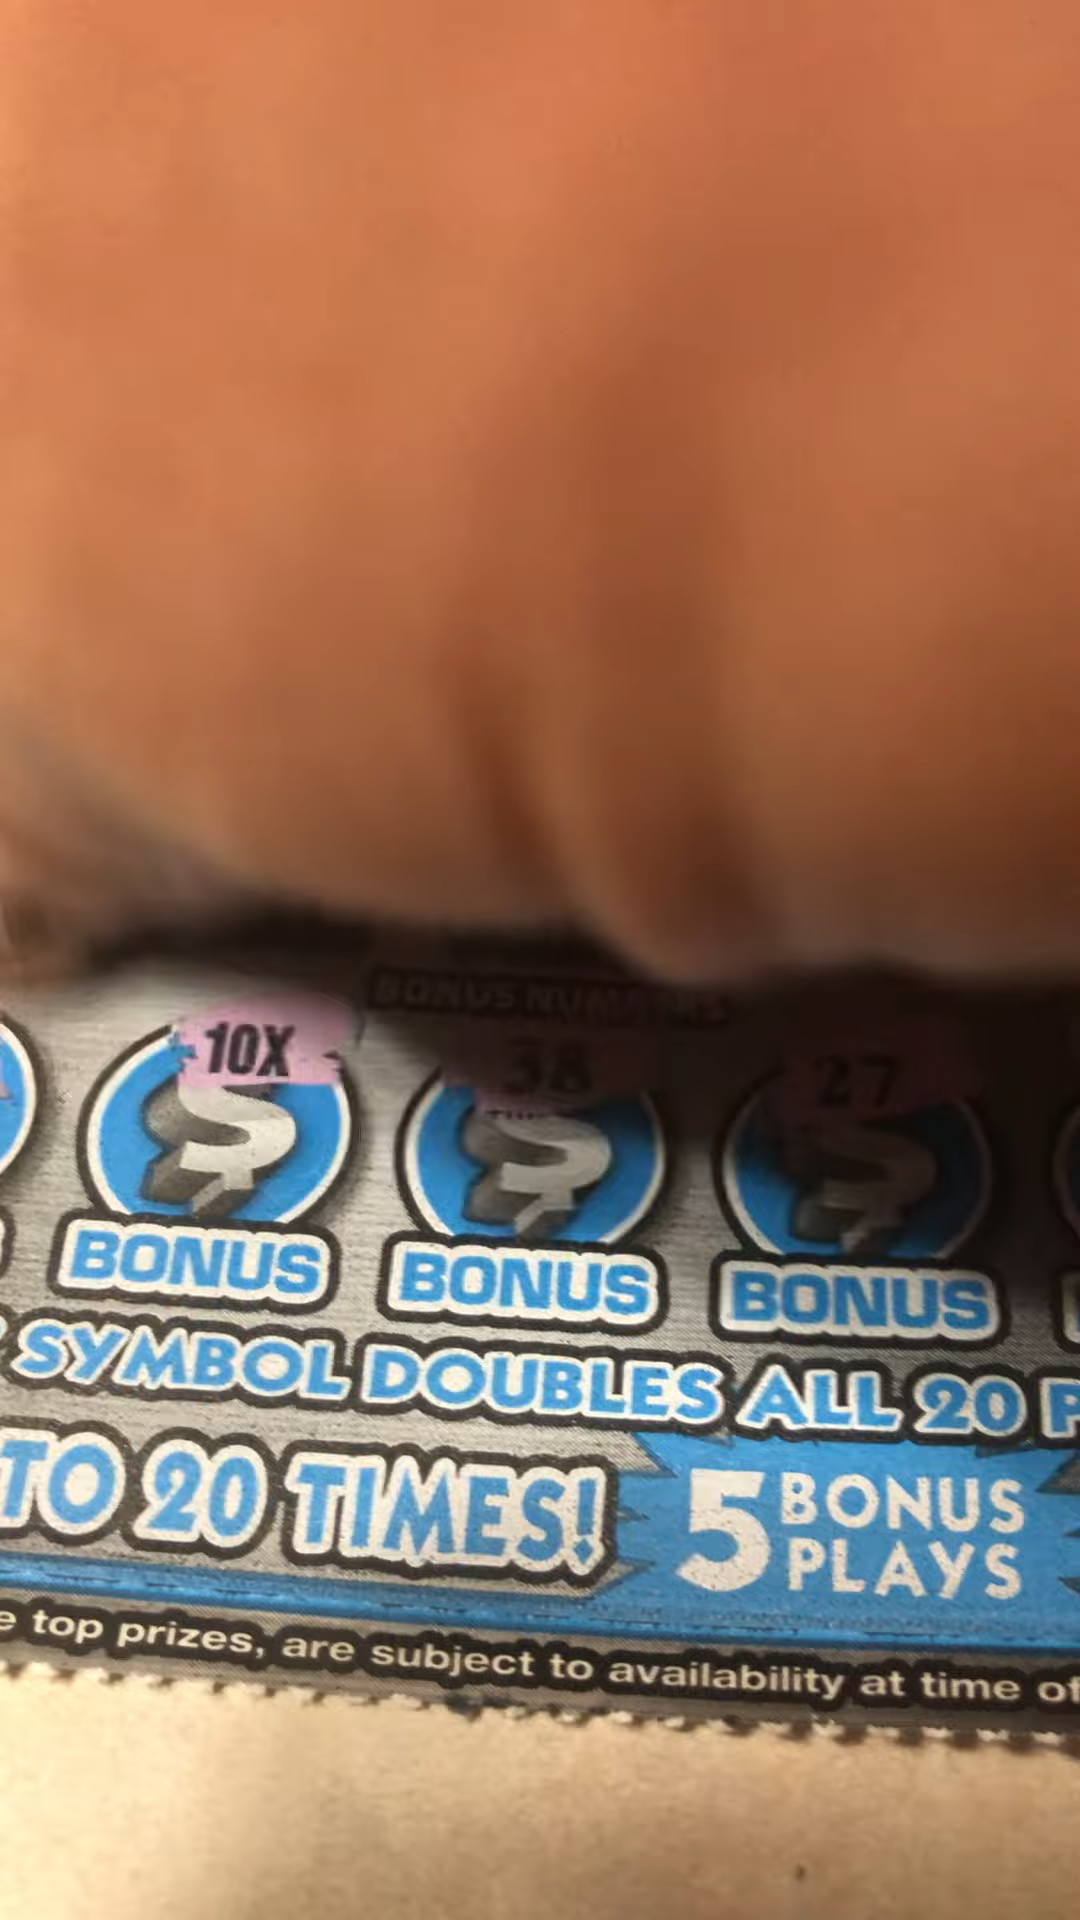 BONUS NUMBERS
10X 38 27
BONUS BONUS BONUS
SYMBOL DOUBLES ALL 20 P
TO 20 TIMES! 5 BONUS PLAYS
e top prizes, are subject to availability at time of